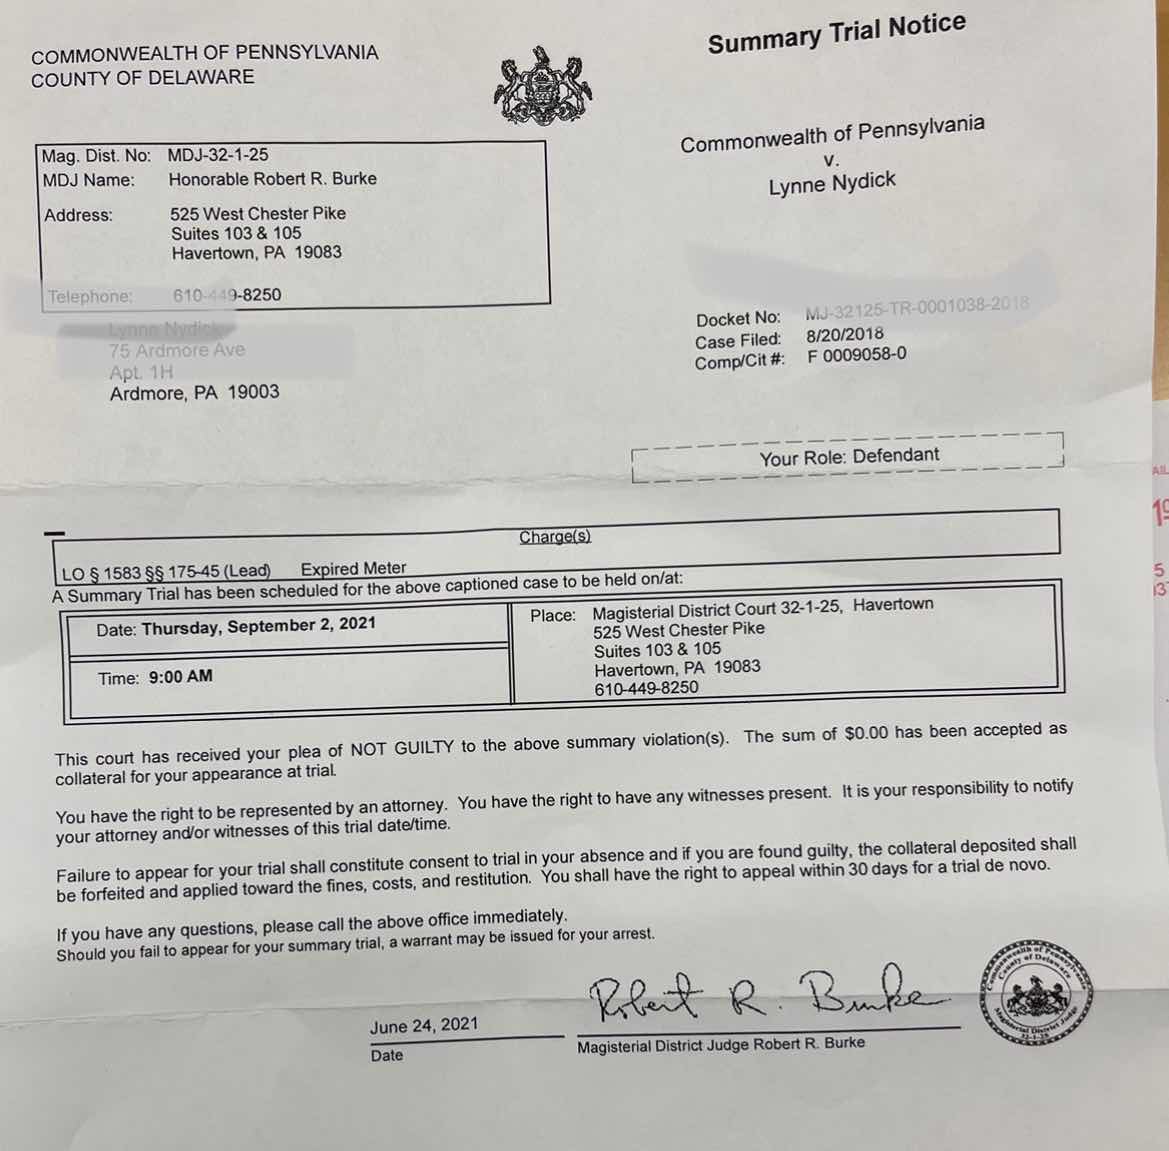 Summary Trial Notice
COMMONWEALTH OF PENNSYLVANIA
COUNTY OF DELAWARE
Mag. Dist. No: MDJ-32-1-25
MDJ Name: Honorable Robert R. Burke
Address: 525 West Chester Pike
Suites 103 & 105
Havertown, PA 19083
Telephone: 610-449-8250
Commonwealth of Pennsylvania
v.
Lynne Nydick
Lynne Nydick
75 Ardmore Ave
Apt. 1H
Ardmore, PA 19003
Docket No: MJ-32125-TR-0001038-2018
Case Filed: 8/20/2018
Comp/Cit #: F 0009058-0
Your Role: Defendant
Charge(s)
LO § 1583 §§ 175-45 (Lead) Expired Meter
A Summary Trial has been scheduled for the above captioned case to be held on/at:
Date: Thursday, September 2, 2021
Time: 9:00 AM
Place: Magisterial District Court 32-1-25, Havertown
525 West Chester Pike
Suites 103 & 105
Havertown, PA 19083
610-449-8250
This court has received your plea of NOT GUILTY to the above summary violation(s). The sum of $0.00 has been accepted as
collateral for your appearance at trial.
You have the right to be represented by an attorney. You have the right to have any witnesses present. It is your responsibility to notify
your attorney and/or witnesses of this trial date/time.
Failure to appear for your trial shall constitute consent to trial in your absence and if you are found guilty, the collateral deposited shall
be forfeited and applied toward the fines, costs, and restitution. You shall have the right to appeal within 30 days for a trial de novo.
If you have any questions, please call the above office immediately.
Should you fail to appear for your summary trial, a warrant may be issued for your arrest.
Robert R. Burke
June 24, 2021
Date
Magisterial District Judge Robert R. Burke
Commonwealth of Pennsylvania
County of Delaware
Magisterial District Judge
32-1-25